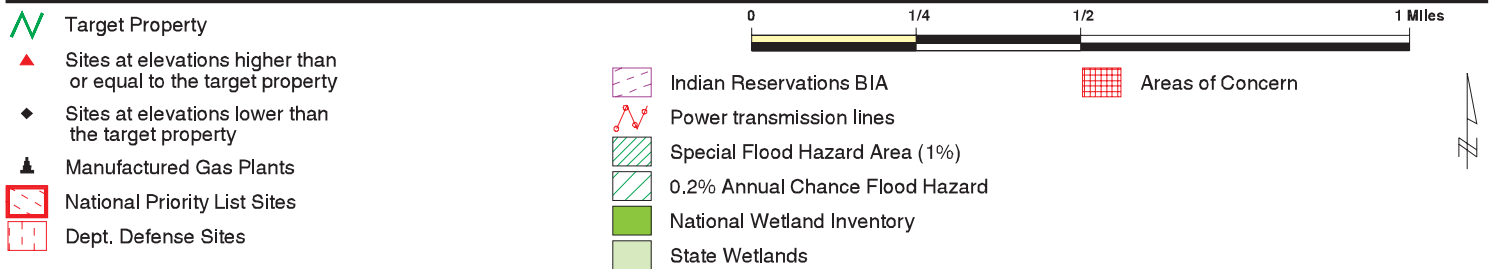 Target Property
Sites at elevations higher than
or equal to the target property
Sites at elevations lower than
the target property
Manufactured Gas Plants
National Priority List Sites
Dept. Defense Sites
0 1/4 1/2 1 Miles
Indian Reservations BIA
Power transmission lines
Special Flood Hazard Area (1%)
0.2% Annual Chance Flood Hazard
National Wetland Inventory
State Wetlands
Areas of Concern
N